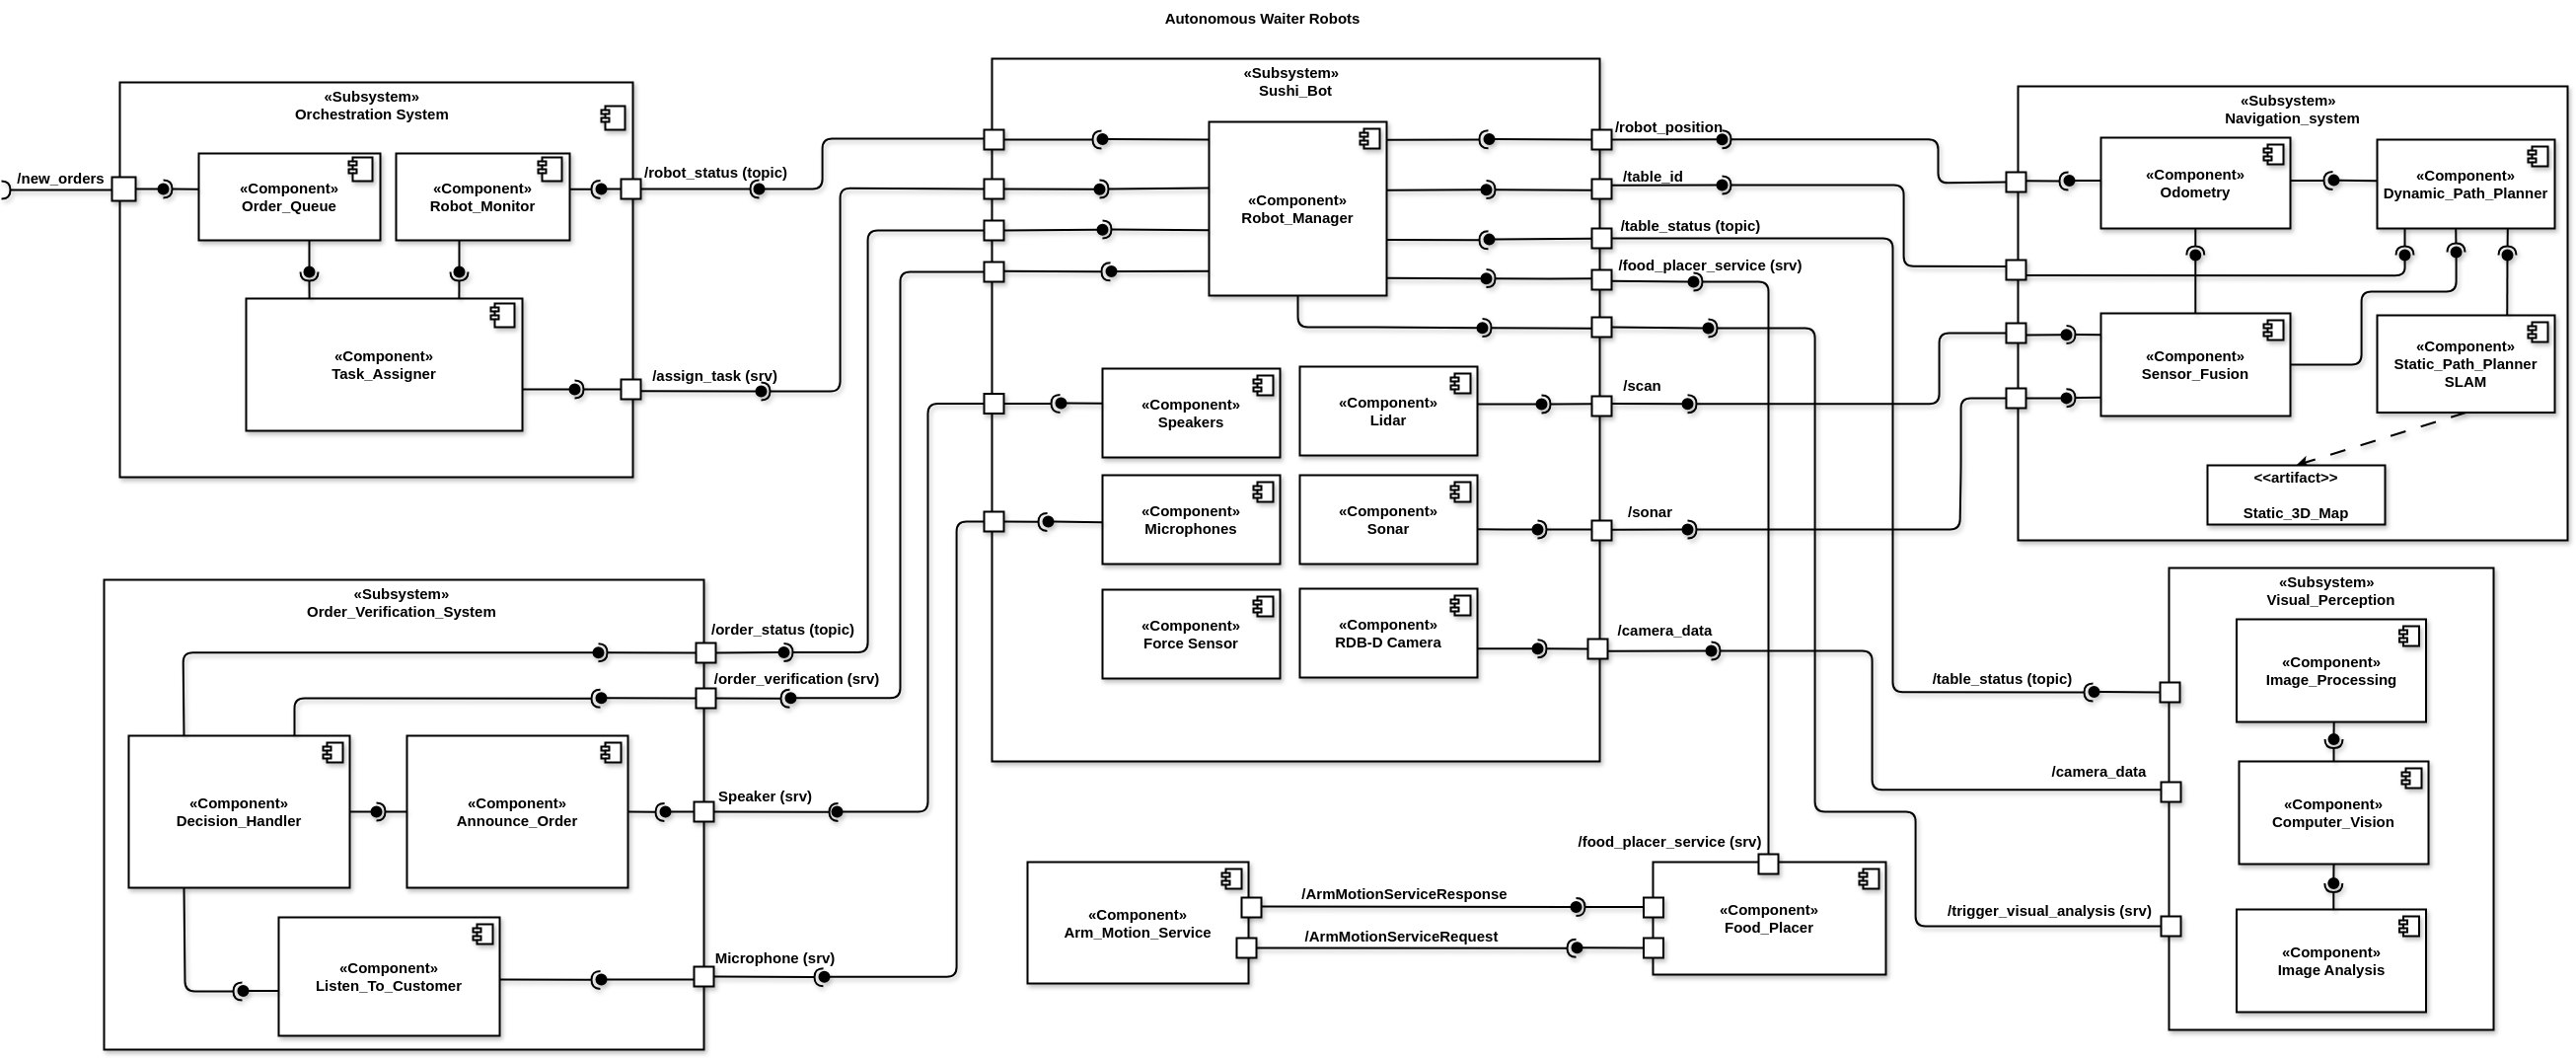 Autonomous Waiter Robots
«Subsystem»
Orchestration System
/new_orders
«Component»
Order_Queue
«Component»
Robot_Monitor
«Component»
Task_Assigner
/robot_status (topic)
/assign_task (srv)
«Subsystem»
Order_Verification_System
/order_status (topic)
/order_verification (srv)
«Component»
Decision_Handler
«Component»
Announce_Order
Speaker (srv)
«Component»
Listen_To_Customer
Microphone (srv)
«Subsystem»
Sushi_Bot
«Component»
Robot_Manager
«Component»
Speakers
«Component»
Lidar
«Component»
Microphones
«Component»
Sonar
«Component»
Force Sensor
«Component»
RDB-D Camera
/robot_position
/table_id
/table_status (topic)
/food_placer_service (srv)
/scan
/sonar
/camera_data
«Component»
Arm_Motion_Service
/ArmMotionServiceResponse
/ArmMotionServiceRequest
/food_placer_service (srv)
«Component»
Food_Placer
«Subsystem»
Navigation_system
«Component»
Odometry
«Component»
Dynamic_Path_Planner
«Component»
Sensor_Fusion
«Component»
Static_Path_Planner
SLAM
<<artifact>>
Static_3D_Map
«Subsystem»
Visual_Perception
/table_status (topic)
/camera_data
/trigger_visual_analysis (srv)
«Component»
Image_Processing
«Component»
Computer_Vision
«Component»
Image Analysis